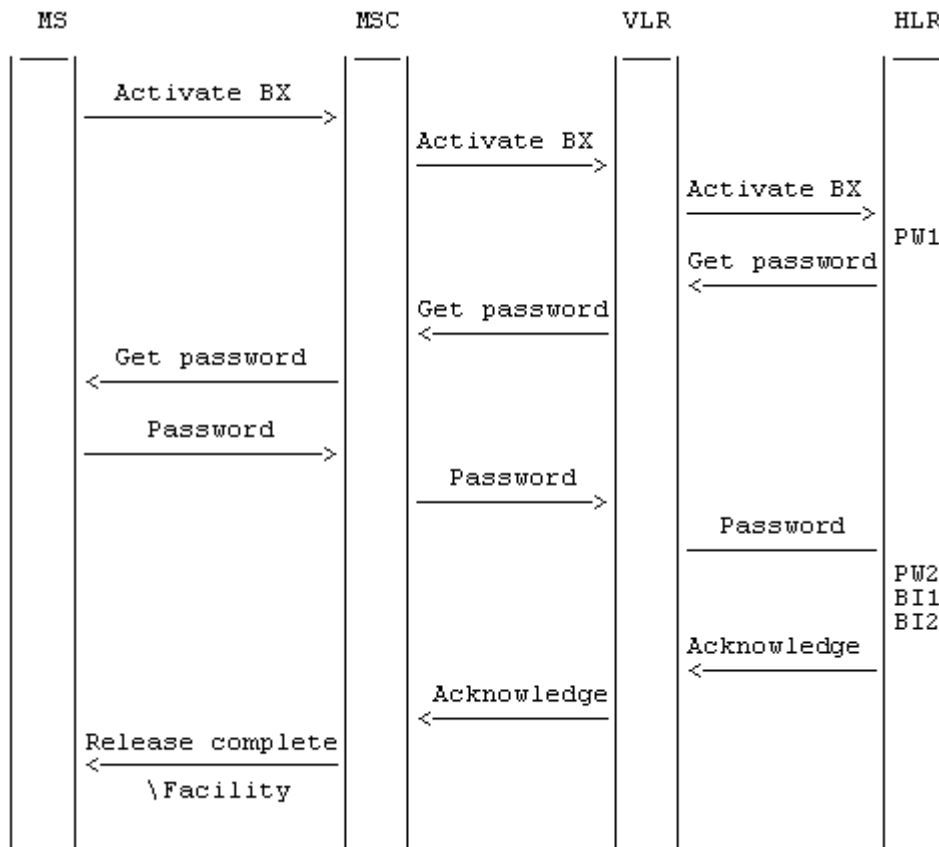 MS MSC VLR HLR
Activate BX
Activate BX
Activate BX
PW1
Get password
Get password
Get password
Password
Password
Password
PW2
BI1
BI2
Acknowledge
Acknowledge
Release complete
\Facility